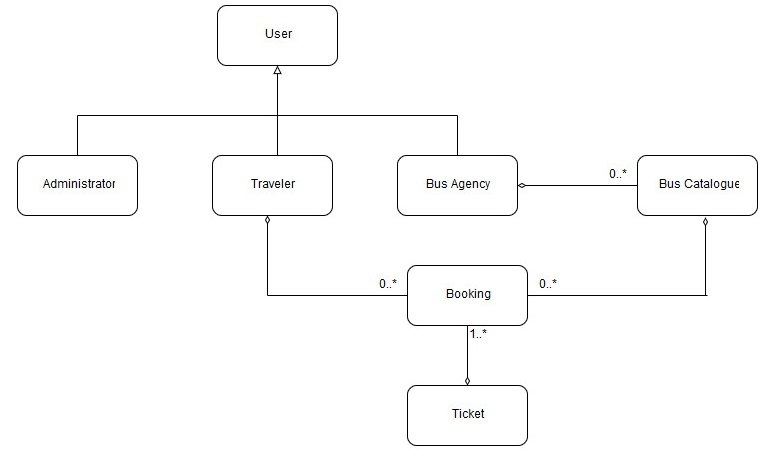 User
Administrator
Traveler
Bus Agency
0..*
Bus Catalogue
0..*
Booking
0..*
1..*
Ticket